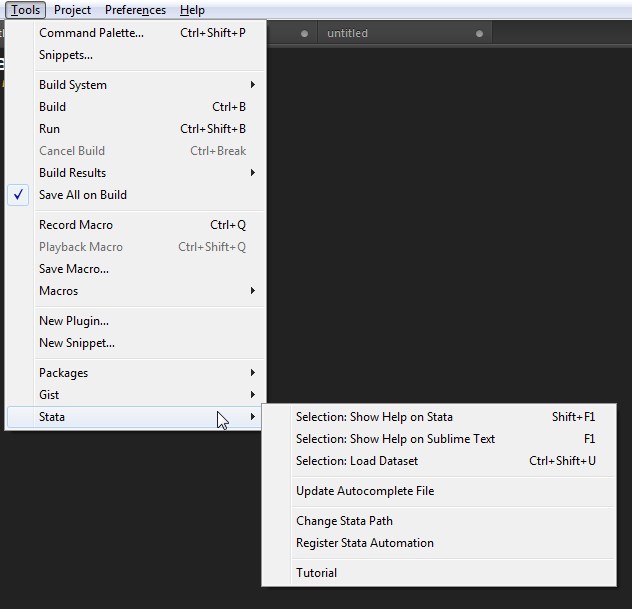 Tools Project Preferences Help
untitled
Command Palette... Ctrl+Shift+P
Snippets...
Build System
Build Ctrl+B
Run Ctrl+Shift+B
Cancel Build Ctrl+Break
Build Results
Save All on Build
Record Macro Ctrl+Q
Playback Macro Ctrl+Shift+Q
Save Macro...
Macros
New Plugin...
New Snippet...
Packages
Gist
Stata
Selection: Show Help on Stata Shift+F1
Selection: Show Help on Sublime Text F1
Selection: Load Dataset Ctrl+Shift+U
Update Autocomplete File
Change Stata Path
Register Stata Automation
Tutorial